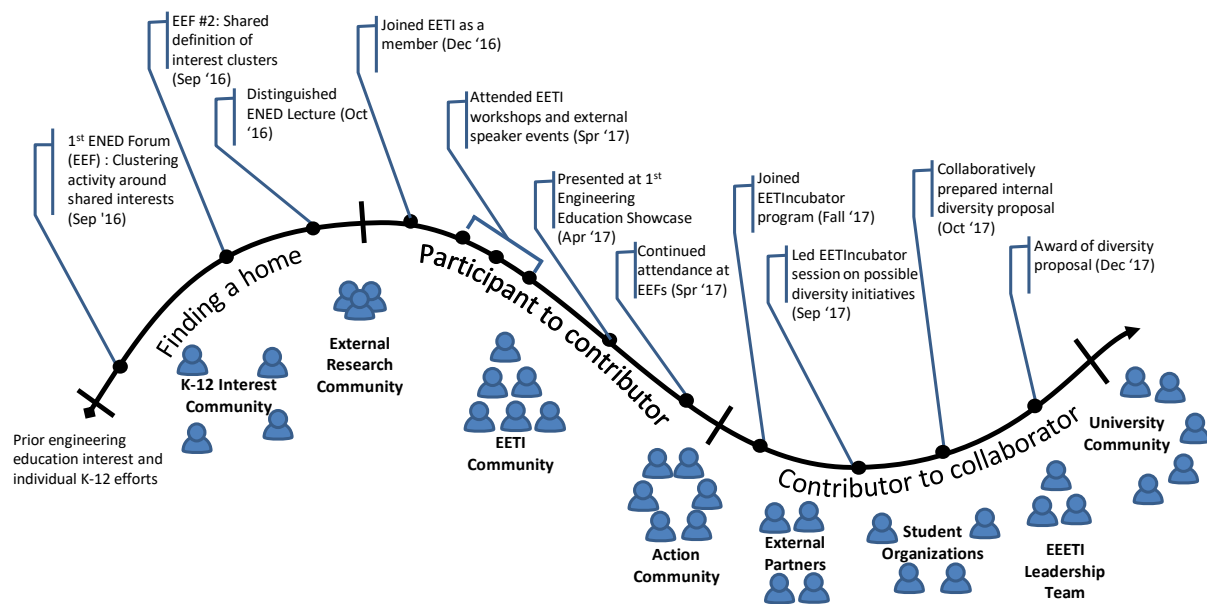 EEF #2: Shared
definition of
interest clusters
(Sep ‘16)
Joined EETI as a
member (Dec ‘16)
Distinguished
ENED Lecture (Oct
‘16)
Attended EETI
workshops and external
speaker events (Spr ‘17)
1st ENED Forum
(EEF) : Clustering
activity around
shared interests
(Sep '16)
Presented at 1st
Engineering
Education Showcase
(Apr ‘17)
Continued
attendance at
EEFs (Spr ‘17)
Joined
EETIncubator
program (Fall ‘17)
Led EETIncubator
session on possible
diversity initiatives
(Sep ‘17)
Collaboratively
prepared internal
diversity proposal
(Oct ‘17)
Award of diversity
proposal (Dec ‘17)
Finding a home
Participant to contributor
Contributor to collaborator
Prior engineering
education interest and
individual K-12 efforts
K-12 Interest
Community
External
Research
Community
EETI
Community
Action
Community
External
Partners
Student
Organizations
EEETI
Leadership
Team
University
Community